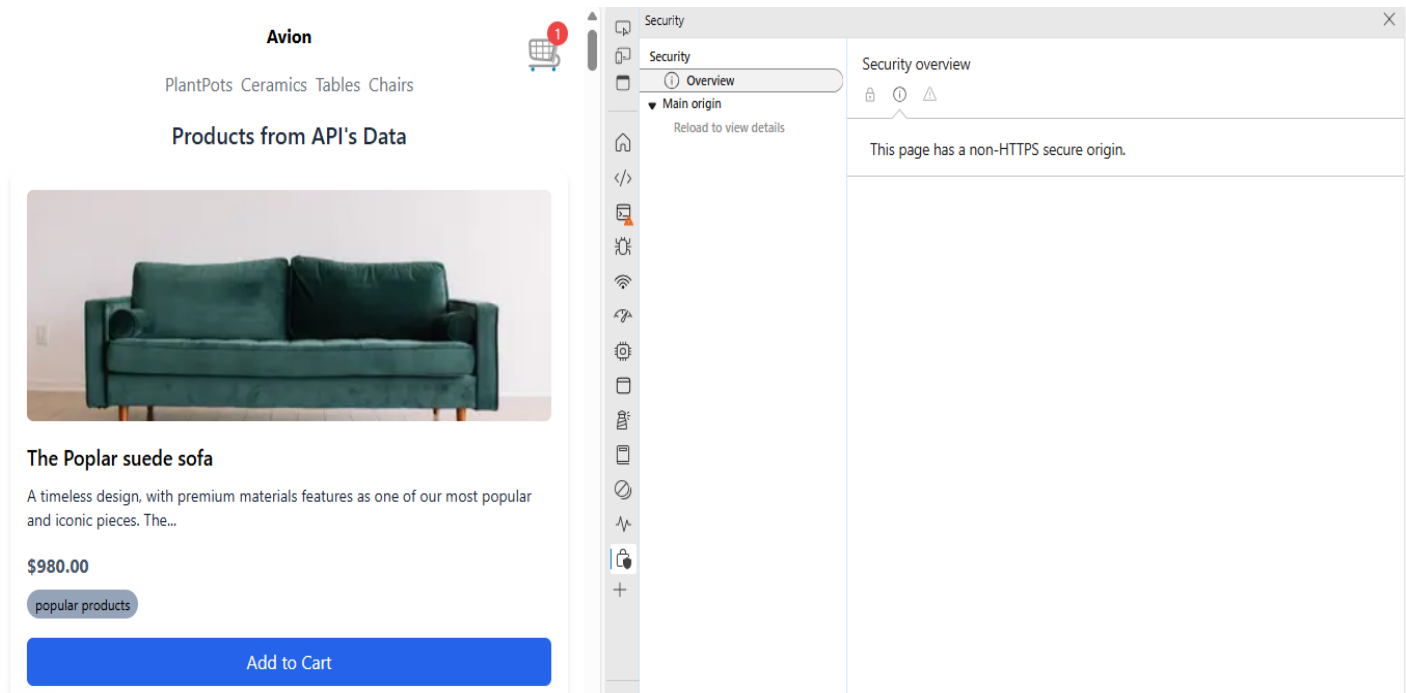 Avion
1
PlantPots Ceramics Tables Chairs
Products from API's Data
The Poplar suede sofa
A timeless design, with premium materials features as one of our most popular
and iconic pieces. The...
$980.00
popular products
Add to Cart
Security
Security
Overview
Main origin
Reload to view details
Security overview
This page has a non-HTTPS secure origin.